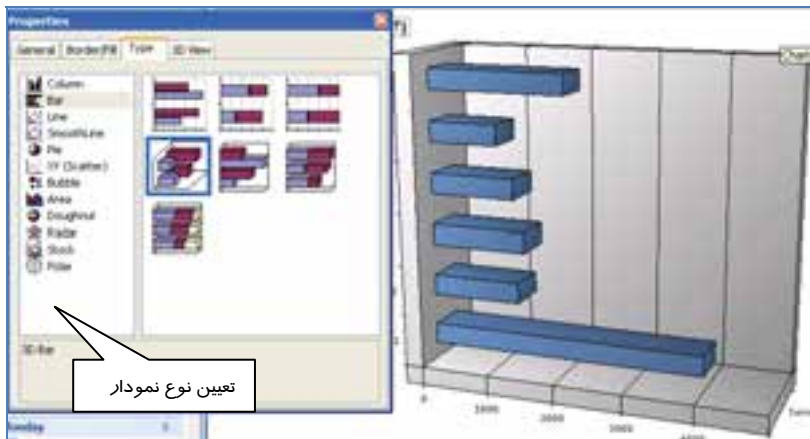 Properties
General Border/Fill Type 3D View
Column
Bar
Line
SmoothLine
Pie
XY (Scatter)
Bubble
Area
Doughnut
Radar
Stock
Polar
3D Bar
تعیین نوع نمودار
0
1000
2000
3000